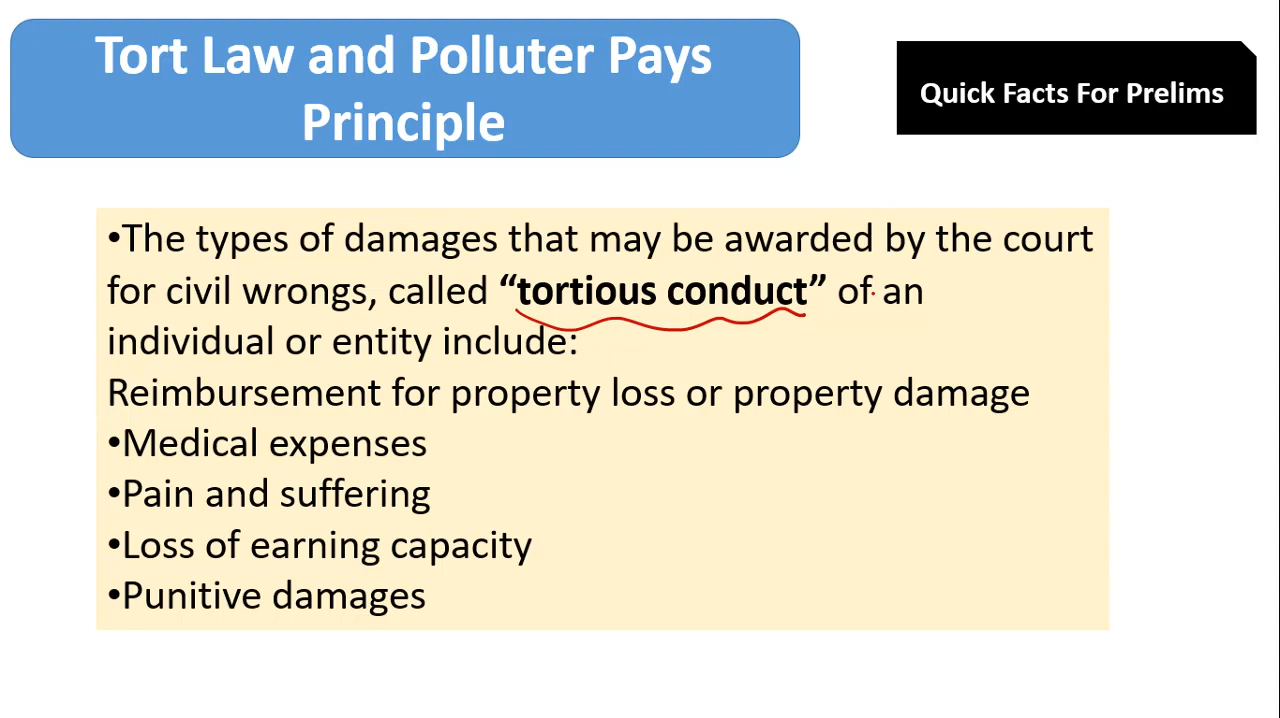 Tort Law and Polluter Pays
Principle
Quick Facts For Prelims
•The types of damages that may be awarded by the court
for civil wrongs, called “tortious conduct” of an
individual or entity include:
Reimbursement for property loss or property damage
•Medical expenses
•Pain and suffering
•Loss of earning capacity
•Punitive damages